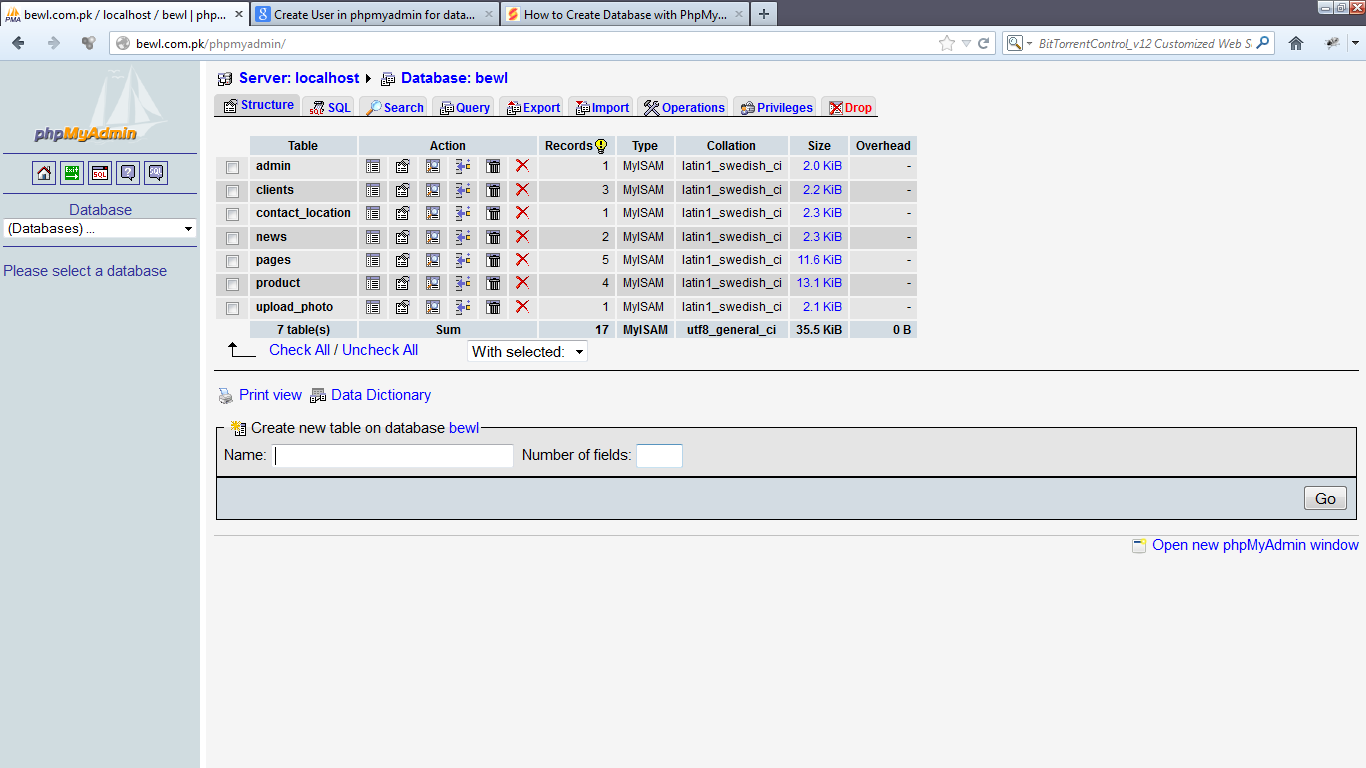 bewl.com.pk / localhost / bewl | php...
Create User in phpmyadmin for data...
How to Create Database with PhpMy...
bewl.com.pk/phpmyadmin/
BitTorrentControl_v12 Customized Web S
phpMyAdmin
Database
(Databases) ...
Please select a database
Server: localhost Database: bewl
Structure SQL Search Query Export Import Operations Privileges Drop
Table Action Records Type Collation Size Overhead
admin 1 MyISAM latin1_swedish_ci 2.0 KiB -
clients 3 MyISAM latin1_swedish_ci 2.2 KiB -
contact_location 1 MyISAM latin1_swedish_ci 2.3 KiB -
news 2 MyISAM latin1_swedish_ci 2.3 KiB -
pages 5 MyISAM latin1_swedish_ci 11.6 KiB -
product 4 MyISAM latin1_swedish_ci 13.1 KiB -
upload_photo 1 MyISAM latin1_swedish_ci 2.1 KiB -
7 table(s) Sum 17 MyISAM utf8_general_ci 35.5 KiB 0 B
Check All / Uncheck All With selected:
Print view Data Dictionary
Create new table on database bewl
Name: Number of fields:
Go
Open new phpMyAdmin window